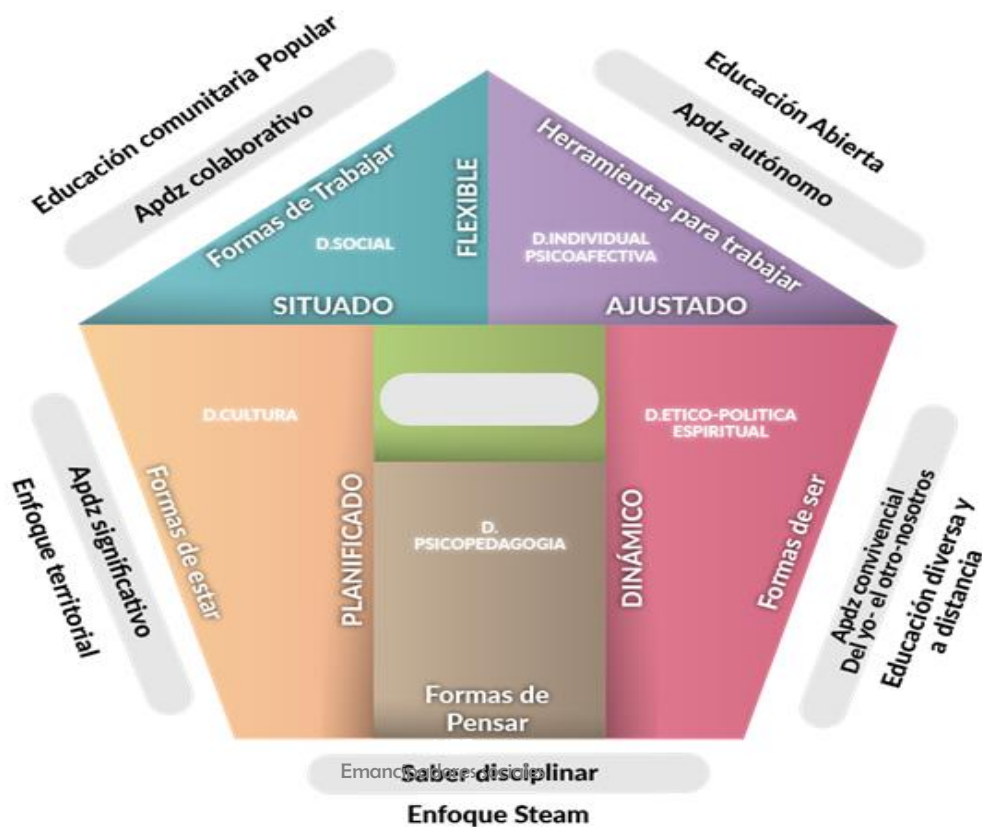 Educación comunitaria Popular
Apdz colaborativo
Educación Abierta
Apdz autónomo
Formas de Trabajar
FLEXIBLE
Herramientas para trabajar
D.SOCIAL
D.INDIVIDUAL
PSICOAFECTIVA
SITUADO
AJUSTADO
D.CULTURA
D.ETICO-POLITICA
ESPIRITUAL
Enfoque territorial
Apdz significativo
Formas de estar
PLANIFICADO
D.
PSICOPEDAGOGIA
DINÁMICO
Formas de ser
Apdz convivencial
Del yo- el otro-nosotros
Educación diversa y
a distancia
Formas de
Pensar
Emancipadores sociales
Saber disciplinar
Enfoque Steam